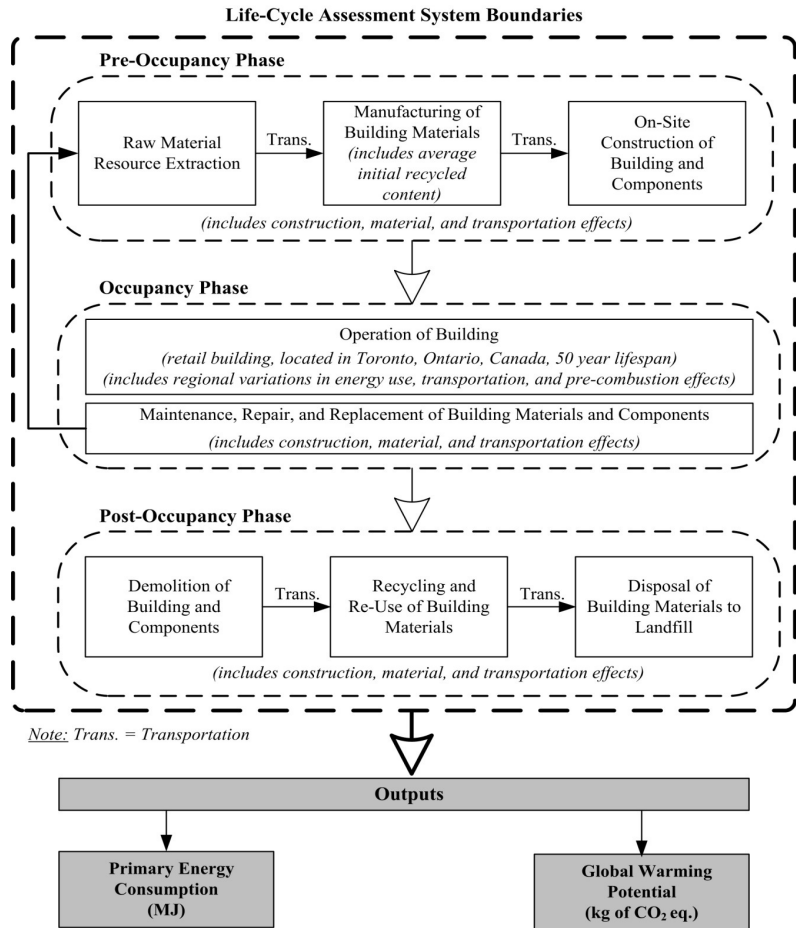 Life-Cycle Assessment System Boundaries
Pre-Occupancy Phase
Raw Material
Resource Extraction
Trans.
Manufacturing of
Building Materials
(includes average
initial recycled
content)
Trans.
On-Site
Construction of
Building and
Components
(includes construction, material, and transportation effects)
Occupancy Phase
Operation of Building
(retail building, located in Toronto, Ontario, Canada, 50 year lifespan)
(includes regional variations in energy use, transportation, and pre-combustion effects)
Maintenance, Repair, and Replacement of Building Materials and Components
(includes construction, material, and transportation effects)
Post-Occupancy Phase
Demolition of
Building and
Components
Trans.
Recycling and
Re-Use of Building
Materials
Trans.
Disposal of
Building Materials to
Landfill
(includes construction, material, and transportation effects)
Note: Trans. = Transportation
Outputs
Primary Energy
Consumption
(MJ)
Global Warming
Potential
(kg of CO₂ eq.)